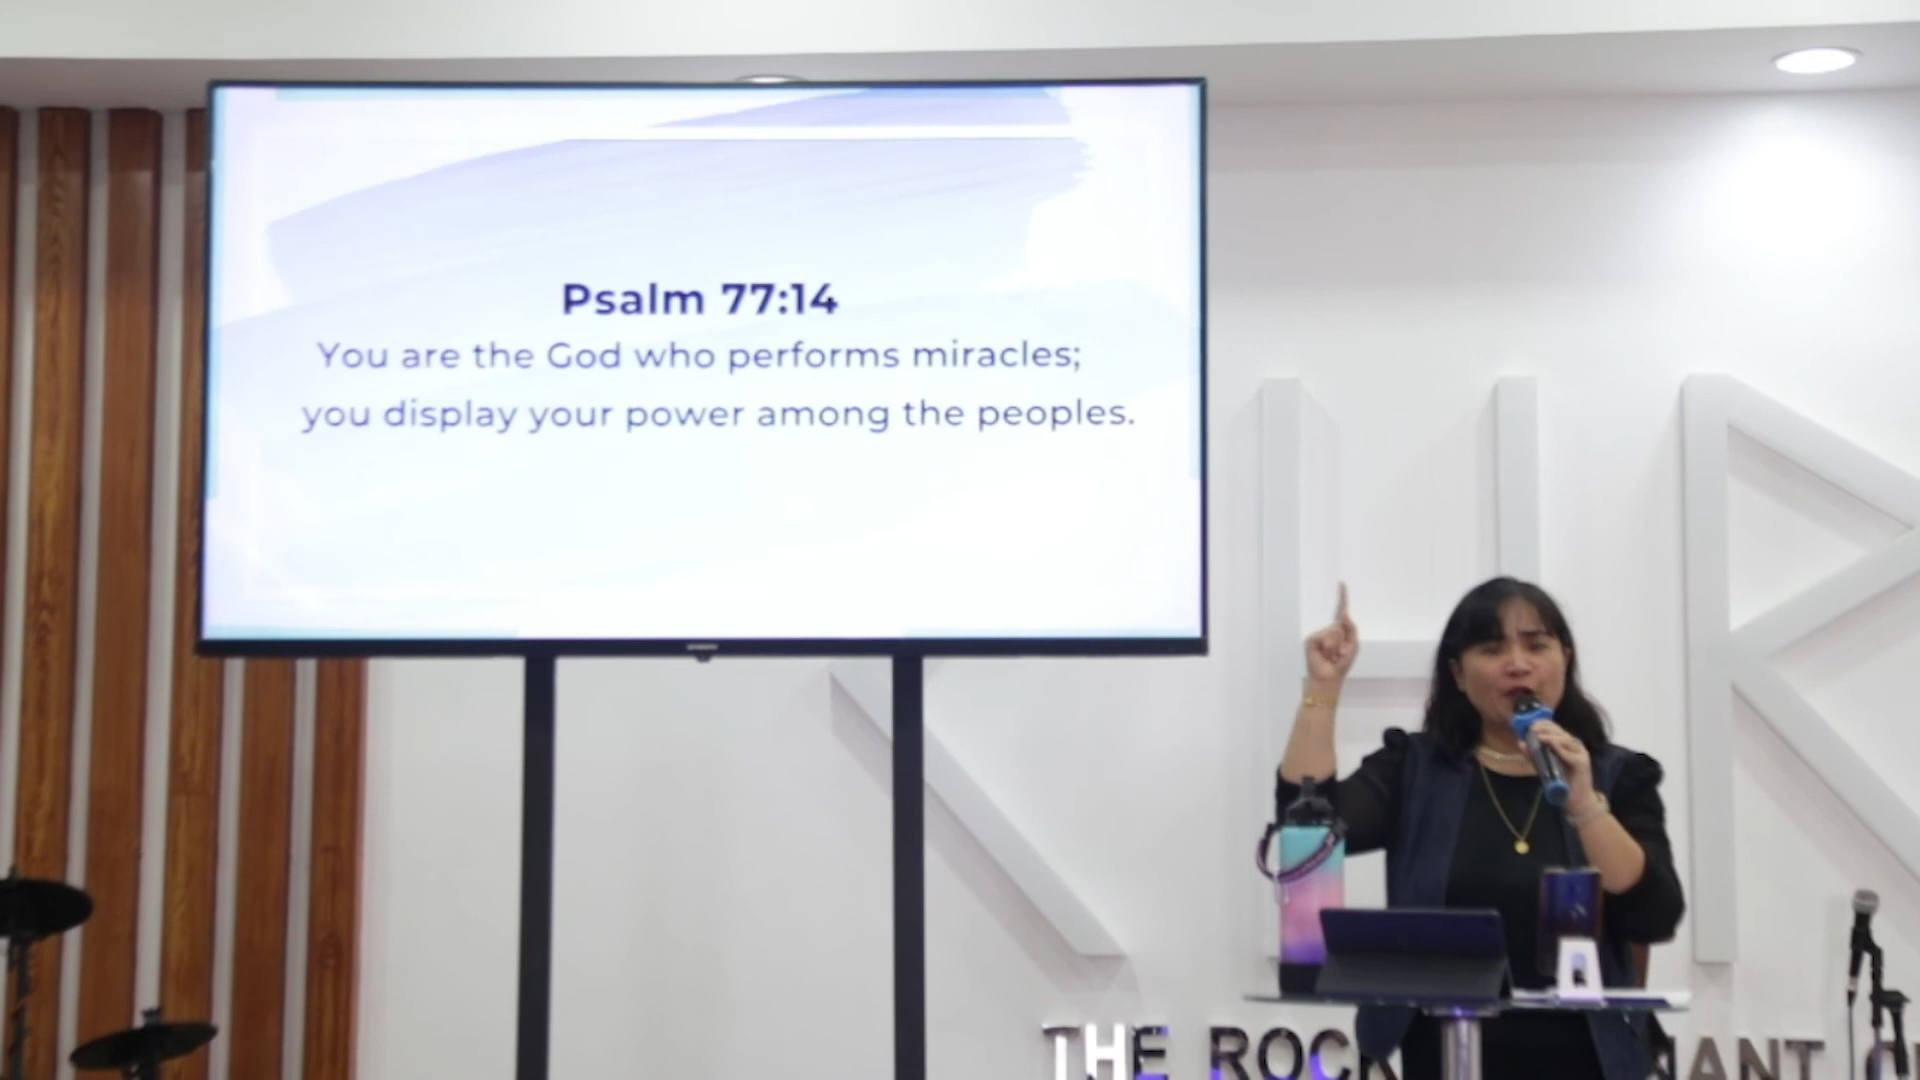 Psalm 77:14
You are the God who performs miracles;
you display your power among the peoples.
THE ROCK